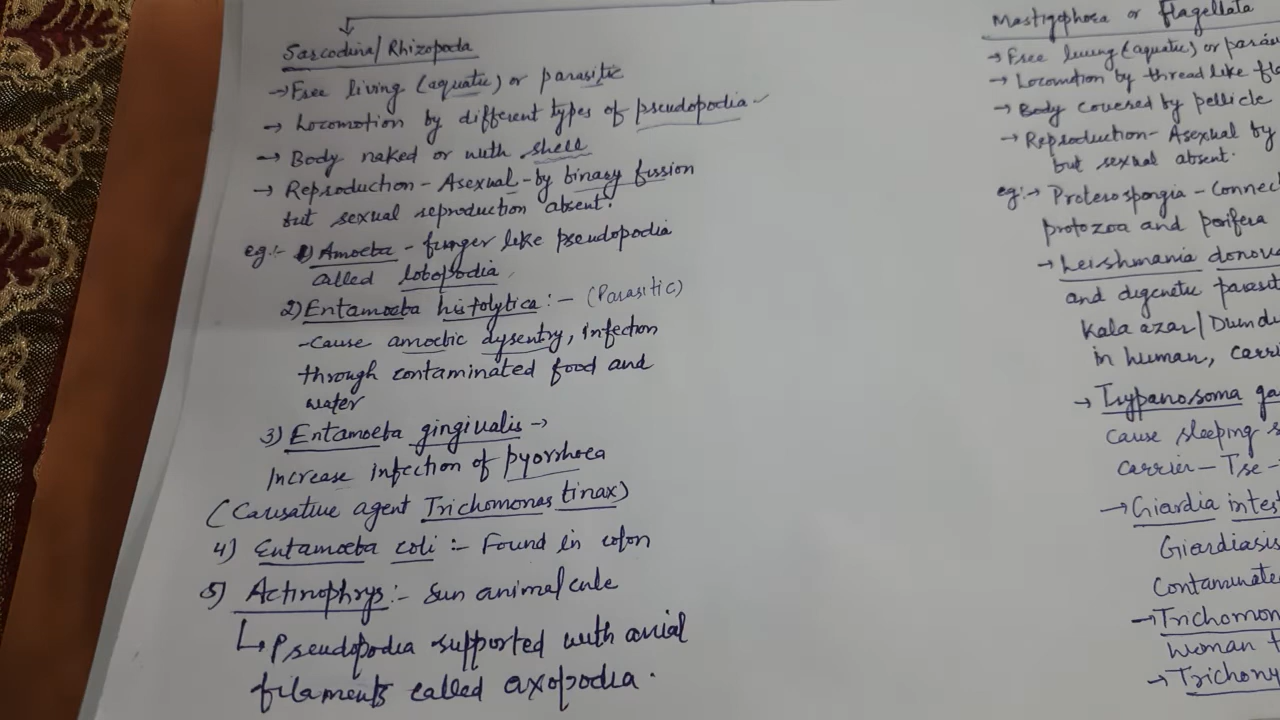 Sarcodina/ Rhizopoda
→ Free living (aquatic) or parasitic
→ Locomotion by different types of pseudopodia
→ Body naked or with shell
→ Reproduction - Asexual - by binary fission
but sexual reproduction absent.
eg:- 1) Amoeba - finger like pseudopodia
called lobopodia
2) Entamoeba histolytica :- (Parasitic)
- Cause amoebic dysentry, infection
through contaminated food and
water
3) Entamoeba gingivalis →
Increase infection of pyorrhoea
(Causative agent Trichomonas tinax)
4) Entamoeba coli :- Found in colon
5) Actinophrys :- Sun animalcule
↳ Pseudopodia supported with axial
filaments called axopodia.
Mastigophora or flagellata
→ Free living (aquatic) or
→ Locomotion by thread like
→ Body covered by pellicle
→ Reproduction - Asexual by
but sexual absent.
eg:- → Proterospongia - Connec
protozoa and porifera
→ Leishmania donov
and digenetic parasit
Kala azar/ Dumdu
in human, carri
→ Trypanosoma ga
cause sleeping s
carrier - Tse -
→ Giardia intes
Giardiasis
Contaminate
→ Trichomon
woman
→ Trichony